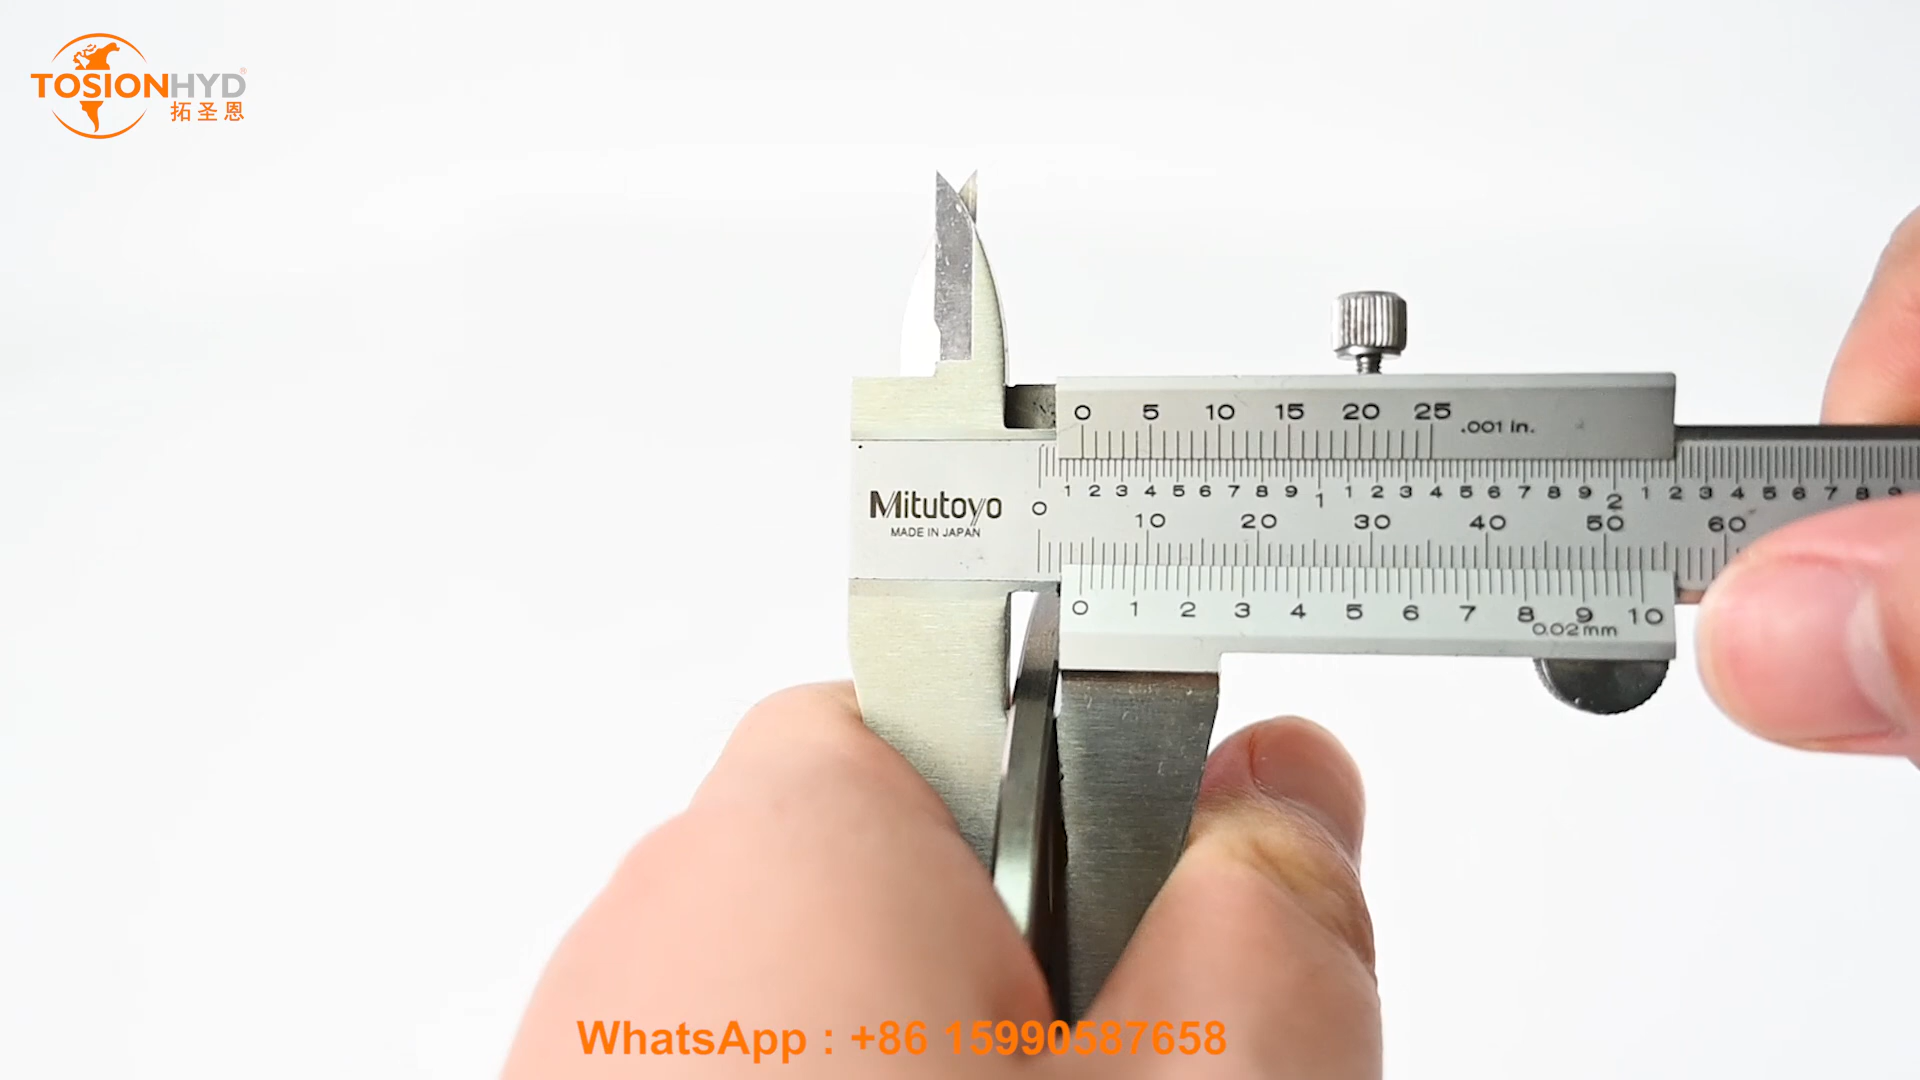 TOSIONHYD®
拓圣恩
0 5 10 15 20 25 .001 in.
1 2 3 4 5 6 7 8 9 1 1 2 3 4 5 6 7 8 9 2 1 2 3 4 5 6 7 8 9
0 10 20 30 40 50 60
Mitutoyo
MADE IN JAPAN
0 1 2 3 4 5 6 7 8 9 10
0.02mm
WhatsApp : +86 15990587658